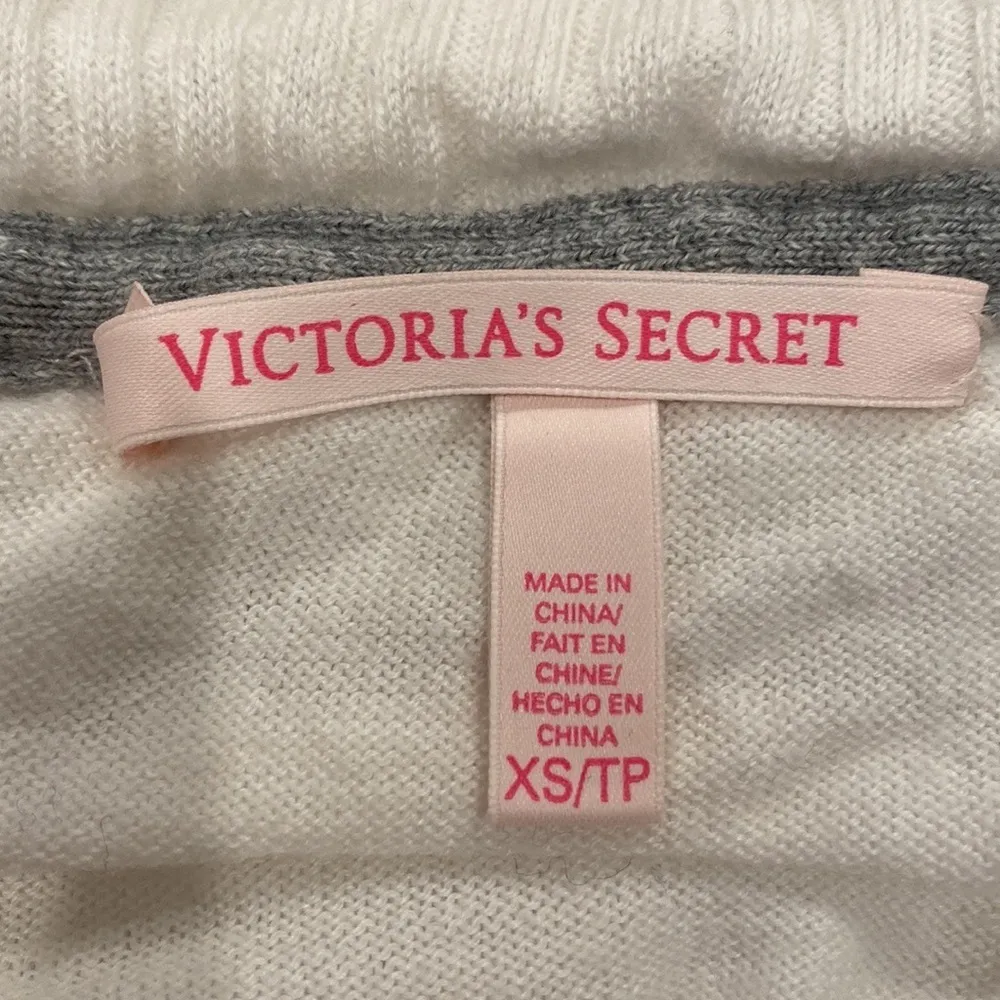 VICTORIA'S SECRET
MADE IN
CHINA/
FAIT EN
CHINE/
HECHO EN
CHINA
XS/TP